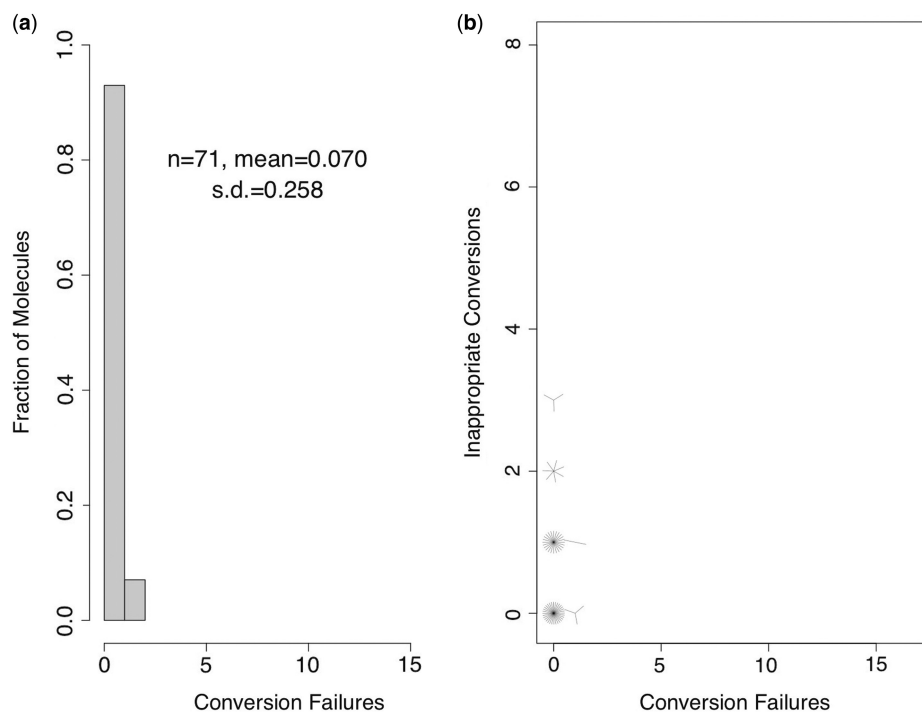 (a)
1.0
0.8
0.6
0.4
0.2
0.0
Fraction of Molecules
n=71, mean=0.070
s.d.=0.258
0 5 10 15
Conversion Failures
(b)
8
6
4
2
0
Inappropriate Conversions
0 5 10 15
Conversion Failures